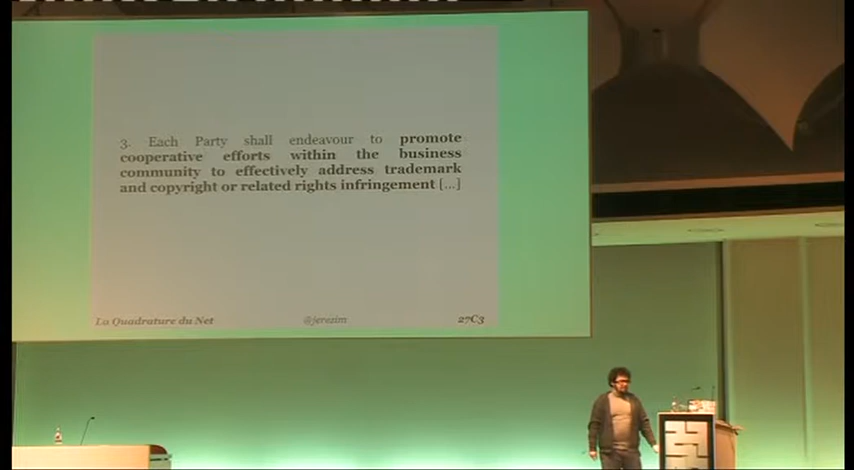 3. Each Party shall endeavour to promote
cooperative efforts within the business
community to effectively address trademark
and copyright or related rights infringement [...]
La Quadrature du Net @jerezim 27C3